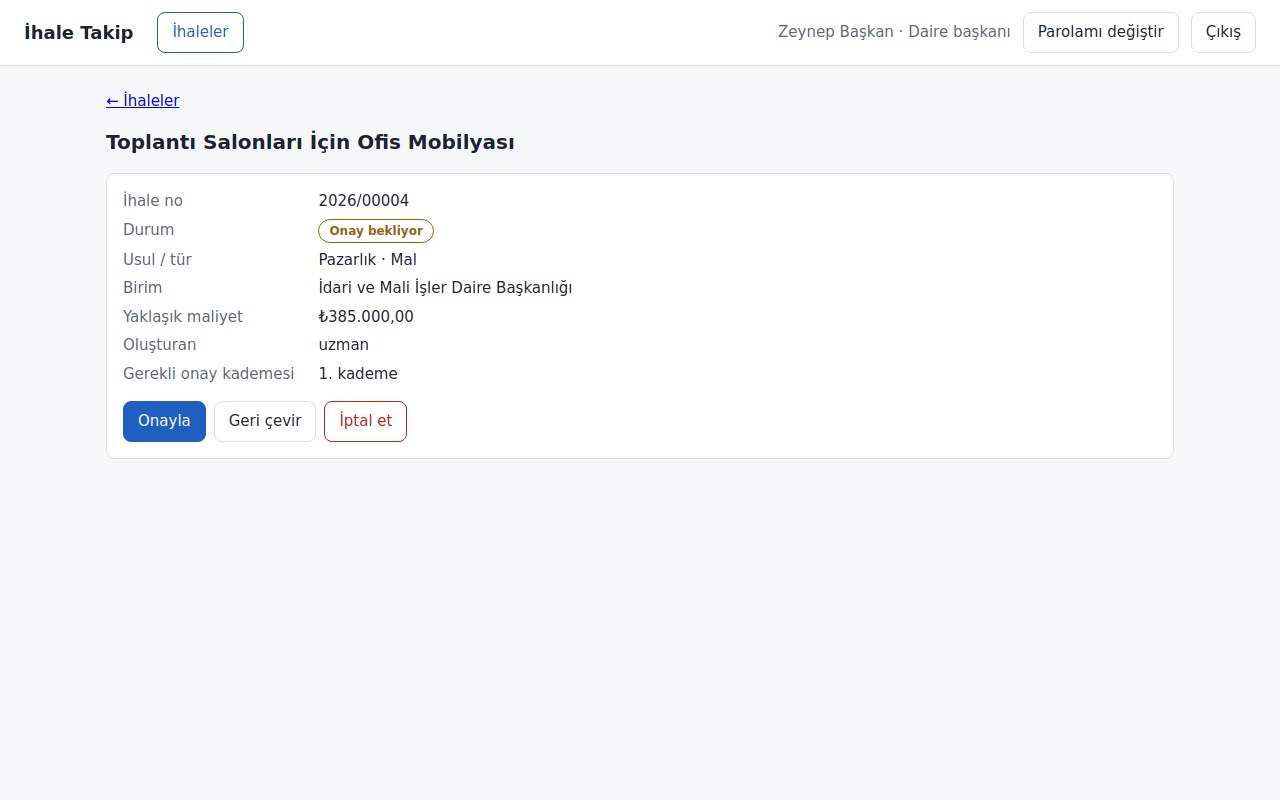 İhale Takip İhaleler Zeynep Başkan · Daire başkanı Parolamı değiştir Çıkış
← İhaleler
Toplantı Salonları İçin Ofis Mobilyası
İhale no 2026/00004
Durum Onay bekliyor
Usul / tür Pazarlık · Mal
Birim İdari ve Mali İşler Daire Başkanlığı
Yaklaşık maliyet ₺385.000,00
Oluşturan uzman
Gerekli onay kademesi 1. kademe
Onayla Geri çevir İptal et